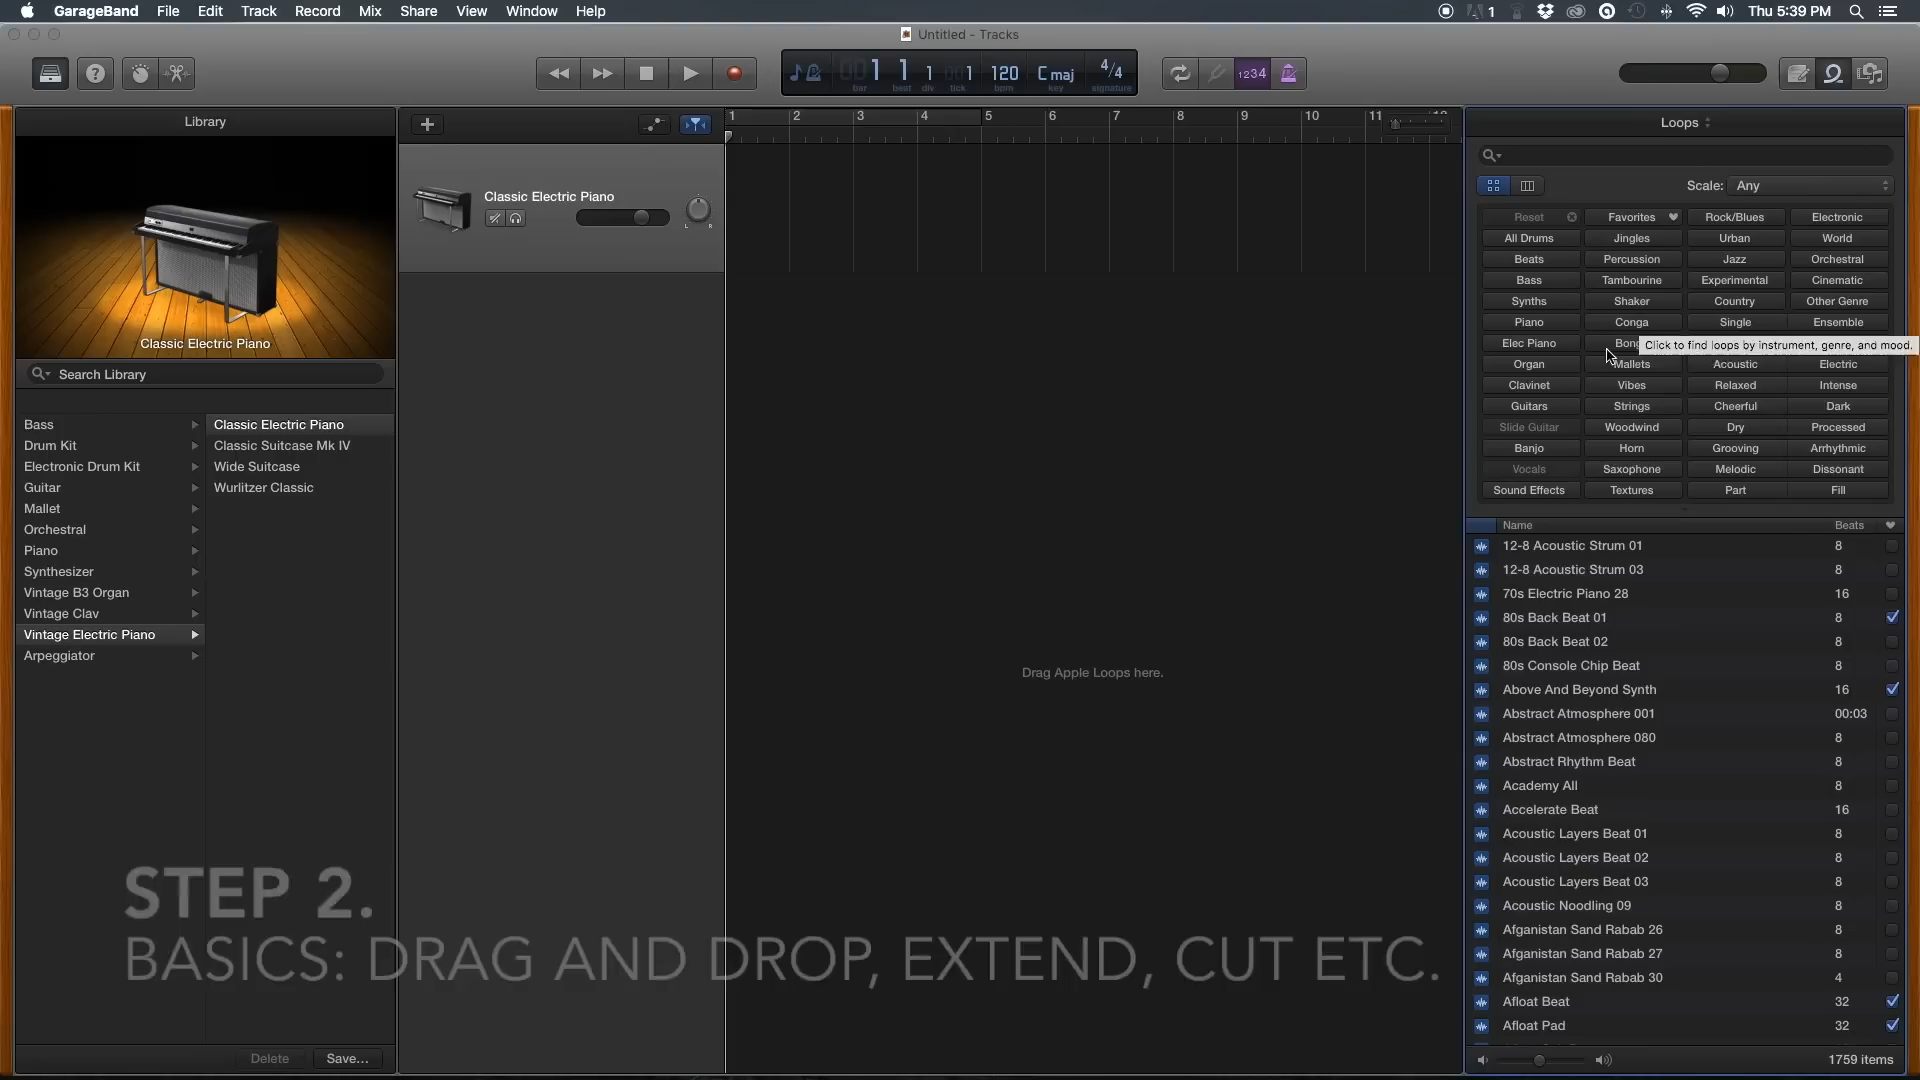 GarageBand File Edit Track Record Mix Share View Window Help
1 Thu 5:39 PM
Untitled - Tracks
1 1 1 1 120 Cmaj 4/4
bar beat div tick bpm key signature
1234
Library
Classic Electric Piano
Search Library
Bass
Drum Kit
Electronic Drum Kit
Guitar
Mallet
Orchestral
Piano
Synthesizer
Vintage B3 Organ
Vintage Clav
Vintage Electric Piano
Arpeggiator
Classic Electric Piano
Classic Suitcase Mk IV
Wide Suitcase
Wurlitzer Classic
Delete Save...
1 2 3 4 5 6 7 8 9 10 11
Classic Electric Piano
L R
Drag Apple Loops here.
STEP 2.
BASICS: DRAG AND DROP, EXTEND, CUT ETC.
Loops
Scale: Any
Reset Favorites Rock/Blues Electronic
All Drums Jingles Urban World
Beats Percussion Jazz Orchestral
Bass Tambourine Experimental Cinematic
Synths Shaker Country Other Genre
Piano Conga Single Ensemble
Elec Piano Bong Click to find loops by instrument, genre, and mood.
Organ Mallets Acoustic Electric
Clavinet Vibes Relaxed Intense
Guitars Strings Cheerful Dark
Slide Guitar Woodwind Dry Processed
Banjo Horn Grooving Arrhythmic
Vocals Saxophone Melodic Dissonant
Sound Effects Textures Part Fill
Name Beats
12-8 Acoustic Strum 01 8
12-8 Acoustic Strum 03 8
70s Electric Piano 28 16
80s Back Beat 01 8
80s Back Beat 02 8
80s Console Chip Beat 8
Above And Beyond Synth 16
Abstract Atmosphere 001 00:03
Abstract Atmosphere 080 8
Abstract Rhythm Beat 8
Academy All 8
Accelerate Beat 16
Acoustic Layers Beat 01 8
Acoustic Layers Beat 02 8
Acoustic Layers Beat 03 8
Acoustic Noodling 09 8
Afganistan Sand Rabab 26 8
Afganistan Sand Rabab 27 8
Afganistan Sand Rabab 30 4
Afloat Beat 32
Afloat Pad 32
1759 items